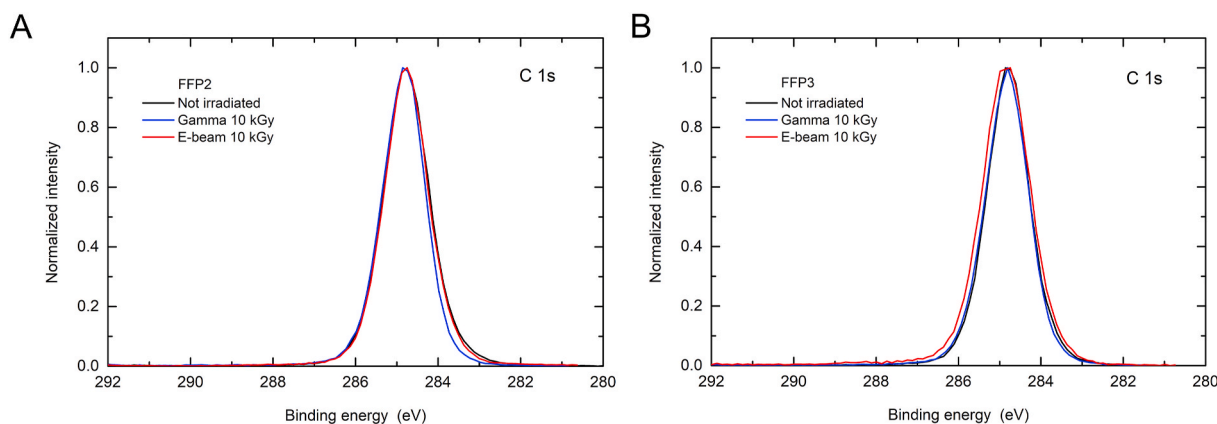 A
C 1s
FFP2
Not irradiated
Gamma 10 kGy
E-beam 10 kGy
Normalized intensity
1.0
0.8
0.6
0.4
0.2
0.0
292 290 288 286 284 282 280
Binding energy (eV)
B
C 1s
FFP3
Not irradiated
Gamma 10 kGy
E-beam 10 kGy
Normalized intensity
1.0
0.8
0.6
0.4
0.2
0.0
292 290 288 286 284 282 280
Binding energy (eV)